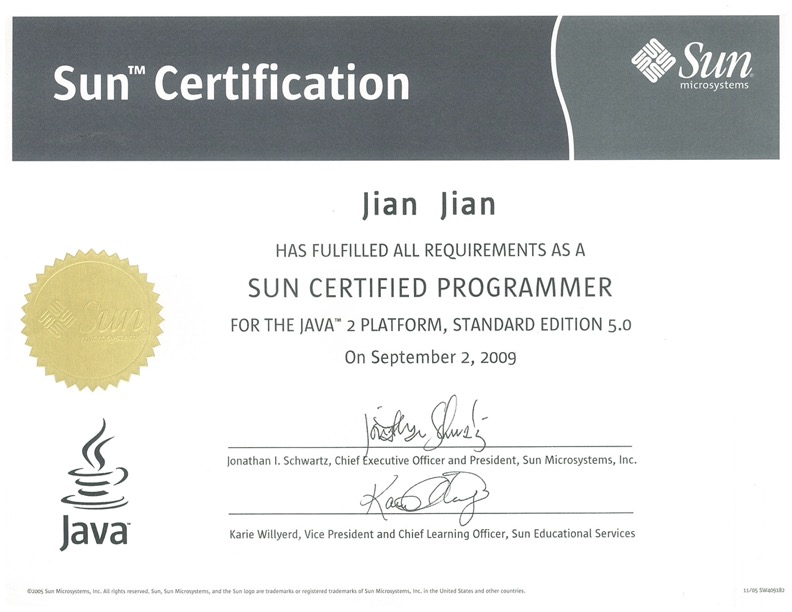 Sun™ Certification
Sun
microsystems
Jian Jian
HAS FULFILLED ALL REQUIREMENTS AS A
SUN CERTIFIED PROGRAMMER
FOR THE JAVA™ 2 PLATFORM, STANDARD EDITION 5.0
On September 2, 2009
Sun
microsystems
Jonathan I. Schwartz, Chief Executive Officer and President, Sun Microsystems, Inc.
Java™
Karie Willyerd, Vice President and Chief Learning Officer, Sun Educational Services
©2005 Sun Microsystems, Inc. All rights reserved. Sun, Sun Microsystems, and the Sun logo are trademarks or registered trademarks of Sun Microsystems, Inc. in the United States and other countries.
11/05 SW409182